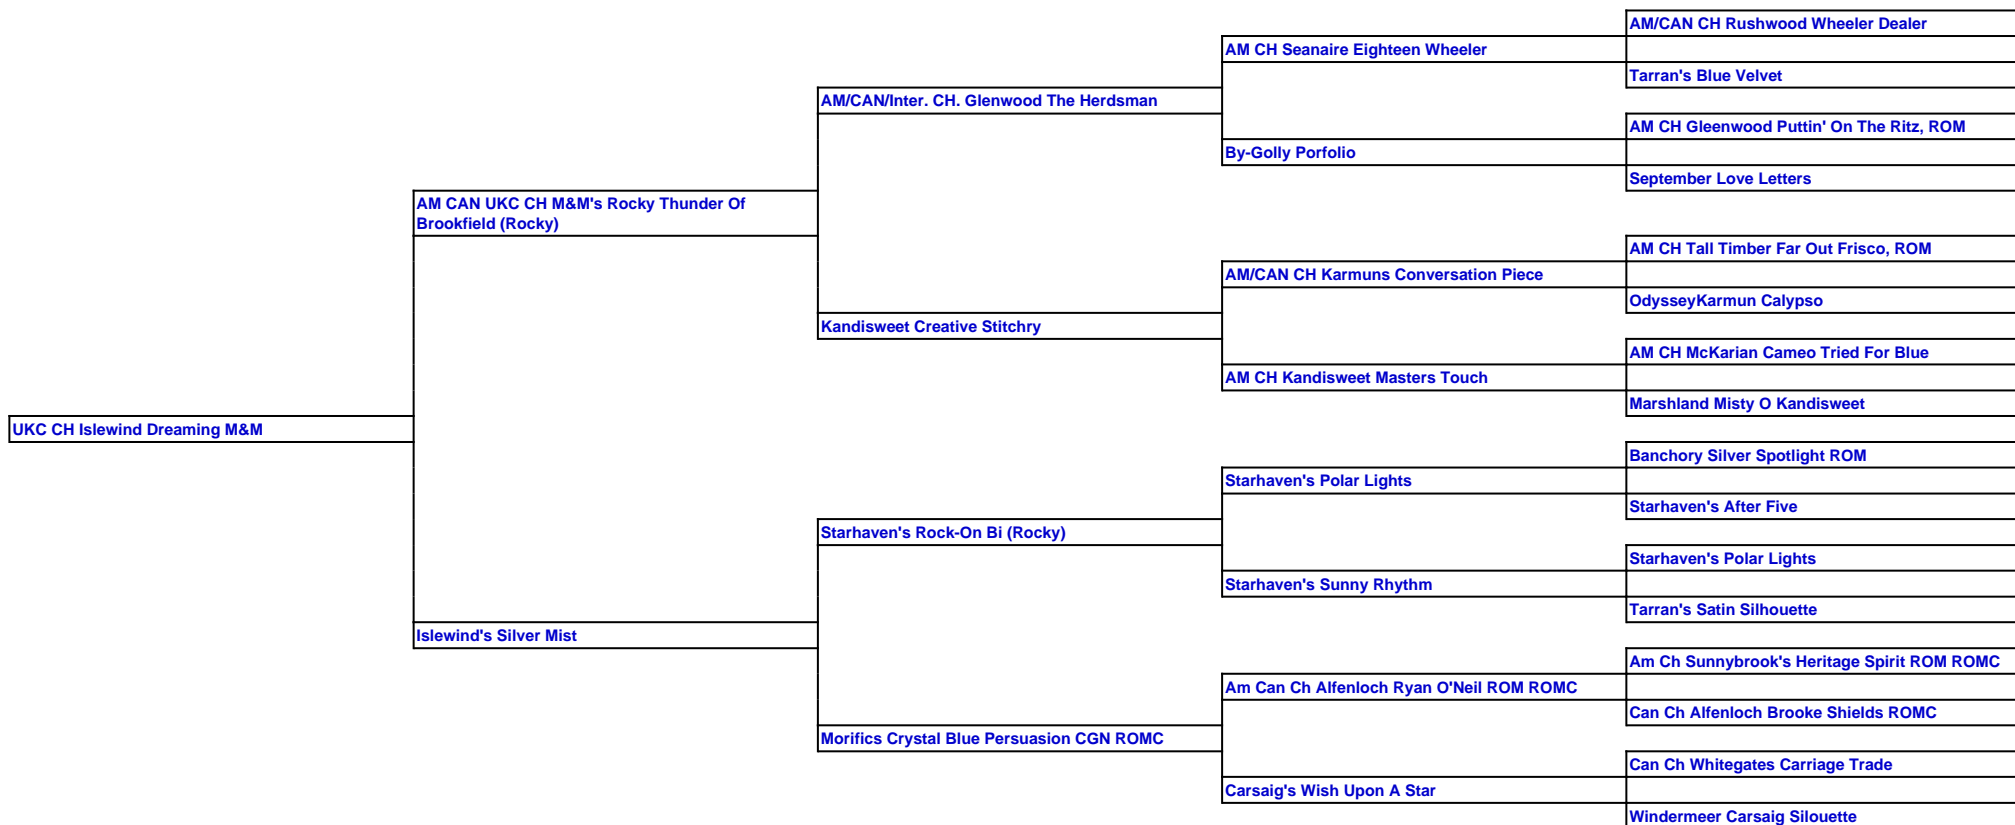 AM/CAN CH Rushwood Wheeler Dealer
AM CH Seanaire Eighteen Wheeler
Tarran's Blue Velvet
AM/CAN/Inter. CH. Glenwood The Herdsman
AM CH Gleenwood Puttin' On The Ritz, ROM
By-Golly Porfolio
September Love Letters
AM CAN UKC CH M&M's Rocky Thunder Of
Brookfield (Rocky)
AM CH Tall Timber Far Out Frisco, ROM
AM/CAN CH Karmuns Conversation Piece
OdysseyKarmun Calypso
Kandisweet Creative Stitchry
AM CH McKarian Cameo Tried For Blue
AM CH Kandisweet Masters Touch
Marshland Misty O Kandisweet
UKC CH Islewind Dreaming M&M
Banchory Silver Spotlight ROM
Starhaven's Polar Lights
Starhaven's After Five
Starhaven's Rock-On Bi (Rocky)
Starhaven's Polar Lights
Starhaven's Sunny Rhythm
Tarran's Satin Silhouette
Islewind's Silver Mist
Am Ch Sunnybrook's Heritage Spirit ROM ROMC
Am Can Ch Alfenloch Ryan O'Neil ROM ROMC
Can Ch Alfenloch Brooke Shields ROMC
Morifics Crystal Blue Persuasion CGN ROMC
Can Ch Whitegates Carriage Trade
Carsaig's Wish Upon A Star
Windermeer Carsaig Silouette